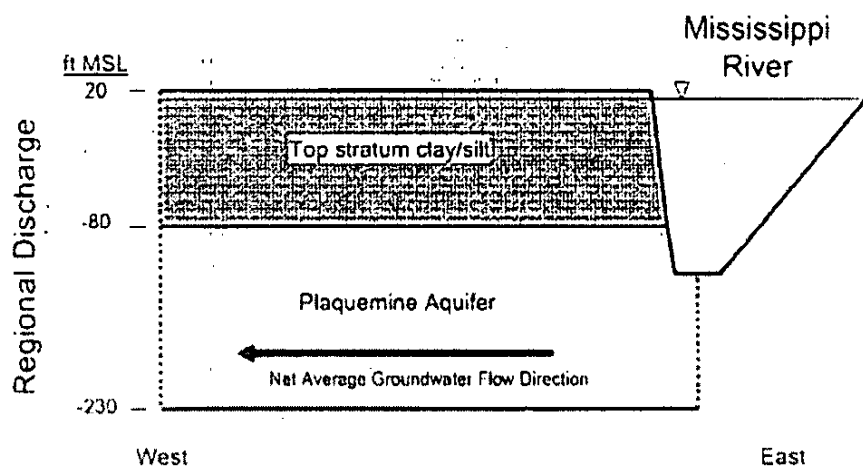 Mississippi
River
ft MSL
20
Top stratum clay/silt
-80
Regional Discharge
Plaquemine Aquifer
Net Average Groundwater Flow Direction
-230
West
East